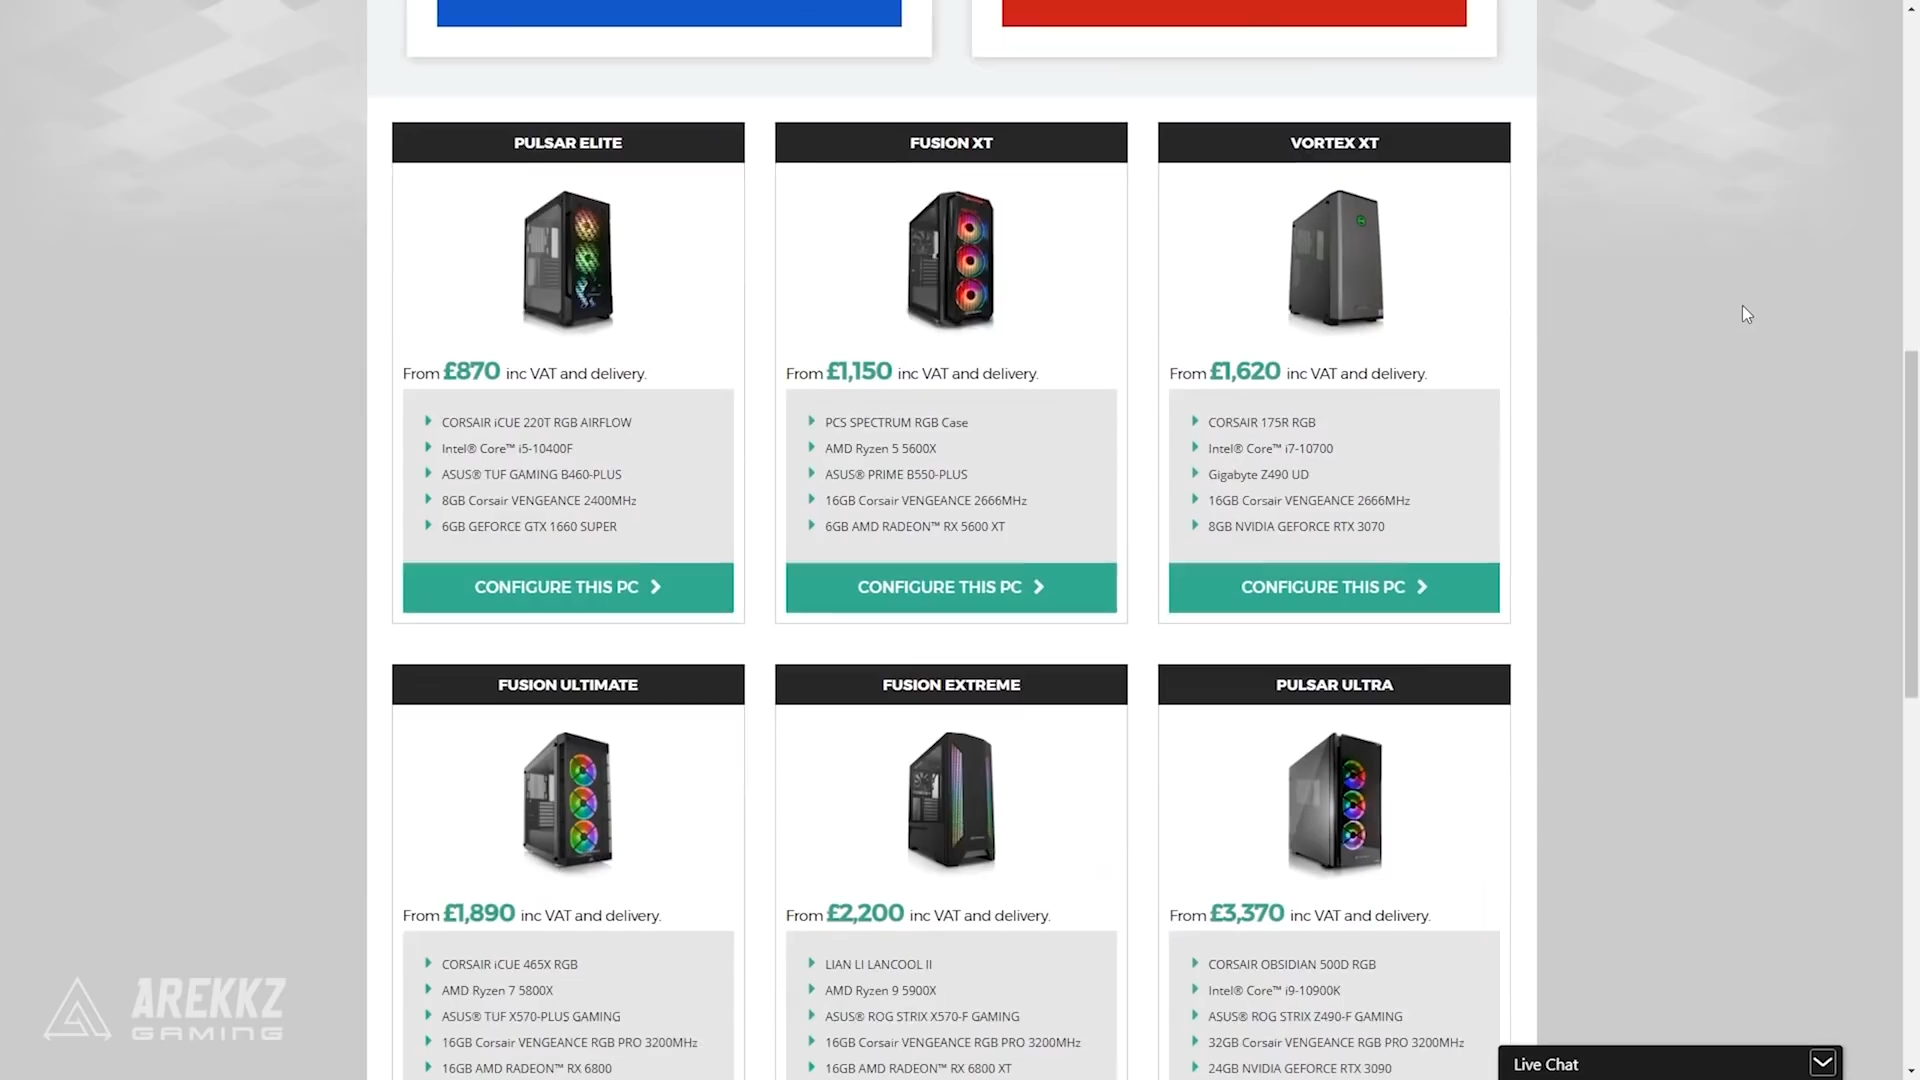 PULSAR ELITE
FUSION XT
VORTEX XT
From £870 inc VAT and delivery.
From £1,150 inc VAT and delivery.
From £1,620 inc VAT and delivery.
CORSAIR iCUE 220T RGB AIRFLOW
Intel® Core™ i5-10400F
ASUS® TUF GAMING B460-PLUS
8GB Corsair VENGEANCE 2400MHz
6GB GEFORCE GTX 1660 SUPER
PCS SPECTRUM RGB Case
AMD Ryzen 5 5600X
ASUS® PRIME B550-PLUS
16GB Corsair VENGEANCE 2666MHz
6GB AMD RADEON™ RX 5600 XT
CORSAIR 175R RGB
Intel® Core™ i7-10700
Gigabyte Z490 UD
16GB Corsair VENGEANCE 2666MHz
8GB NVIDIA GEFORCE RTX 3070
CONFIGURE THIS PC
CONFIGURE THIS PC
CONFIGURE THIS PC
FUSION ULTIMATE
FUSION EXTREME
PULSAR ULTRA
From £1,890 inc VAT and delivery.
From £2,200 inc VAT and delivery.
From £3,370 inc VAT and delivery.
CORSAIR iCUE 465X RGB
AMD Ryzen 7 5800X
ASUS® TUF X570-PLUS GAMING
16GB Corsair VENGEANCE RGB PRO 3200MHz
16GB AMD RADEON™ RX 6800
LIAN LI LANCOOL II
AMD Ryzen 9 5900X
ASUS® ROG STRIX X570-F GAMING
16GB Corsair VENGEANCE RGB PRO 3200MHz
16GB AMD RADEON™ RX 6800 XT
CORSAIR OBSIDIAN 500D RGB
Intel® Core™ i9-10900K
ASUS® ROG STRIX Z490-F GAMING
32GB Corsair VENGEANCE RGB PRO 3200MHz
24GB NVIDIA GEFORCE RTX 3090
AREKKZ
GAMING
Live Chat